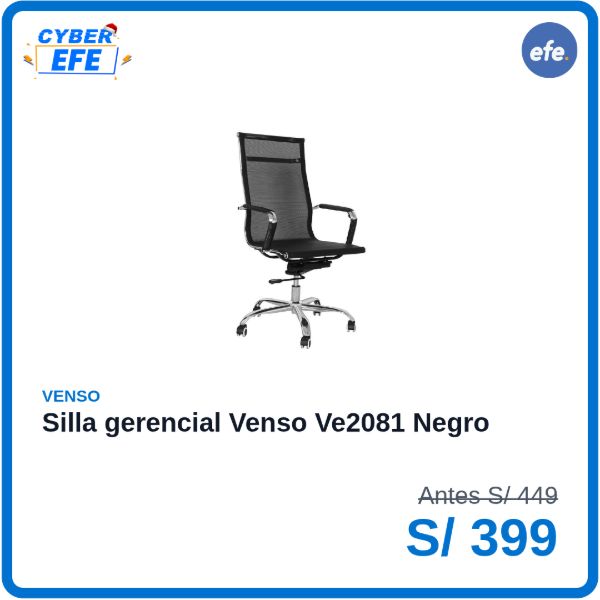 CYBER
EFE
efe.
VENSO
Silla gerencial Venso Ve2081 Negro
Antes S/ 449
S/ 399